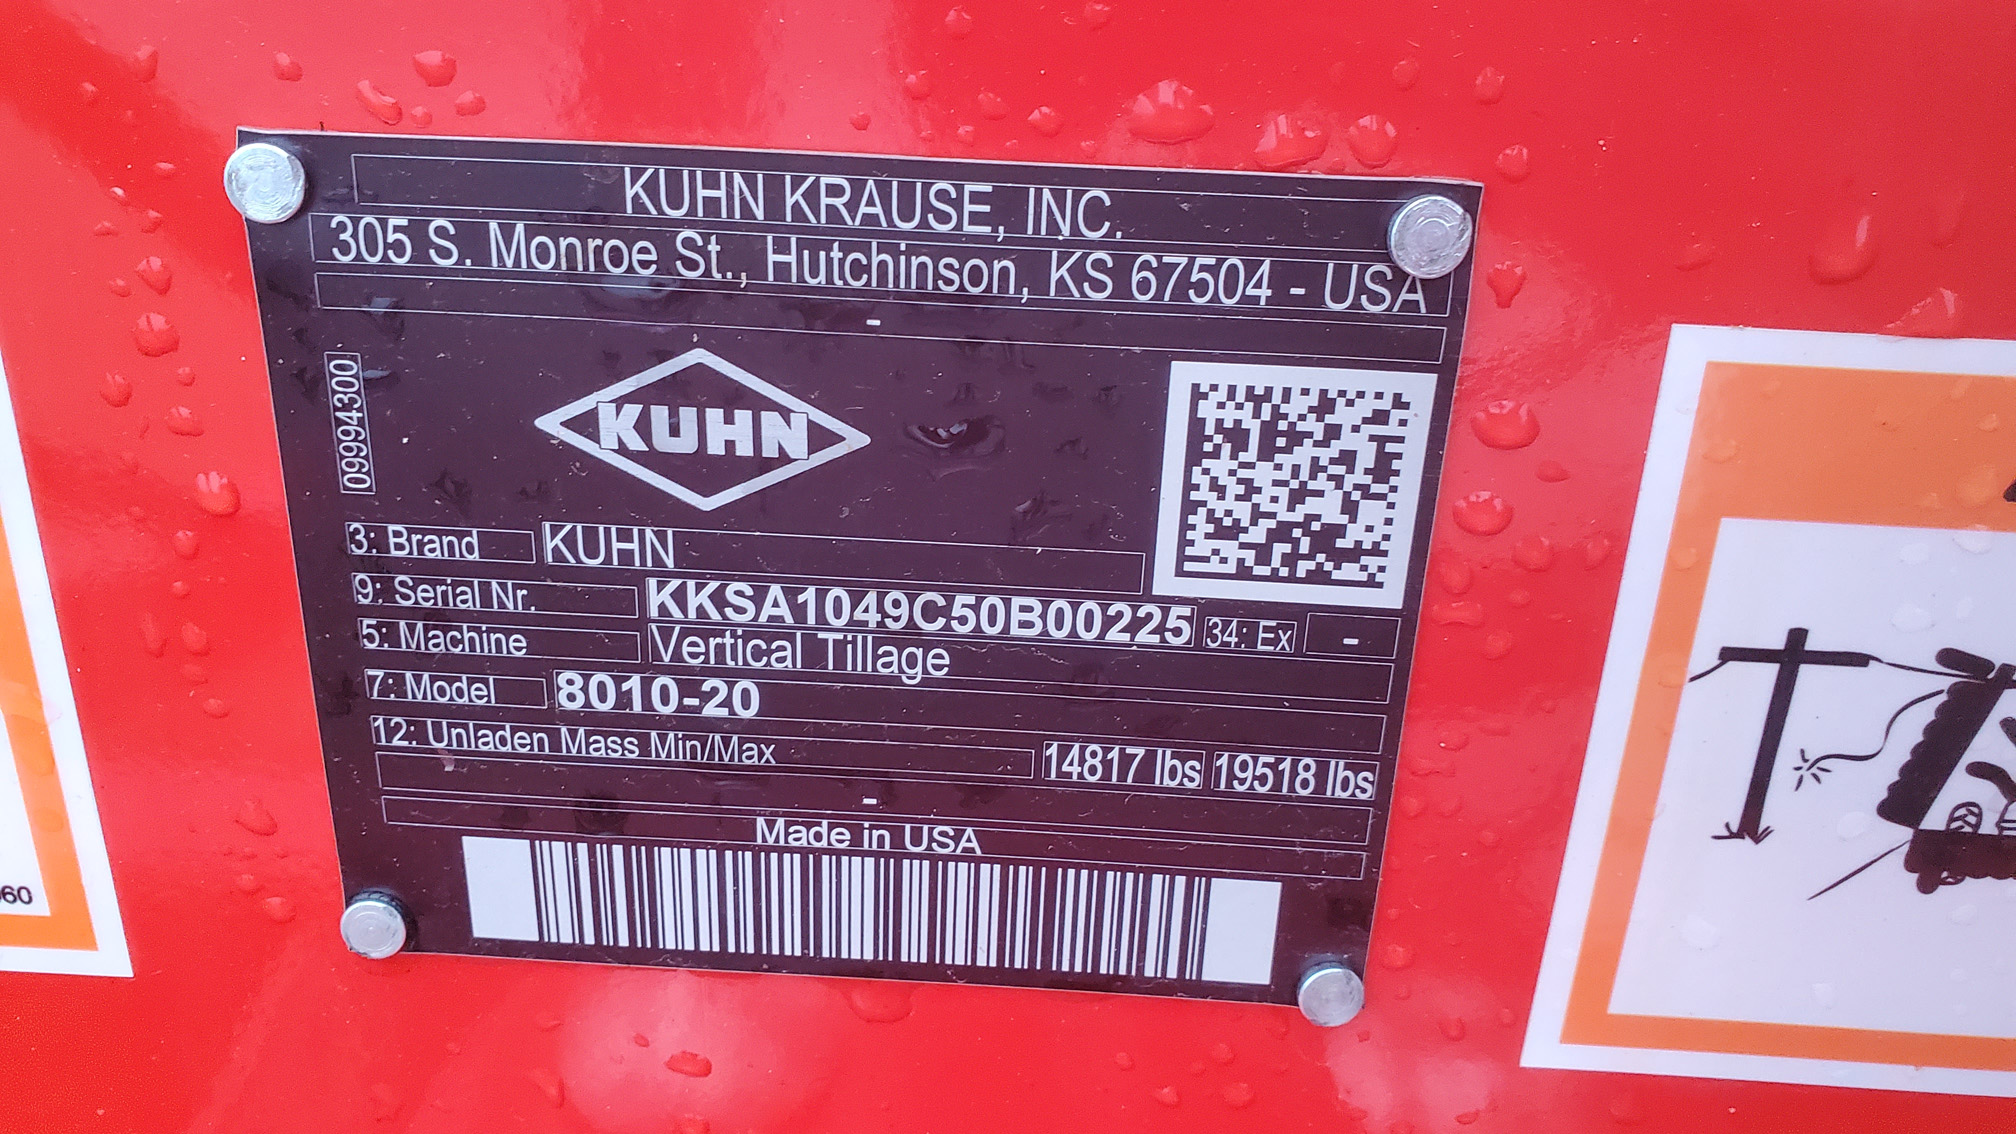 KUHN KRAUSE, INC.
305 S. Monroe St., Hutchinson, KS 67504 - USA
-
09994300
KUHN
3: Brand KUHN
9: Serial Nr. KKSA1049C50B00225 34: Ex -
5: Machine Vertical Tillage
7: Model 8010-20
12: Unladen Mass Min/Max 14817 lbs 19518 lbs
-
Made in USA